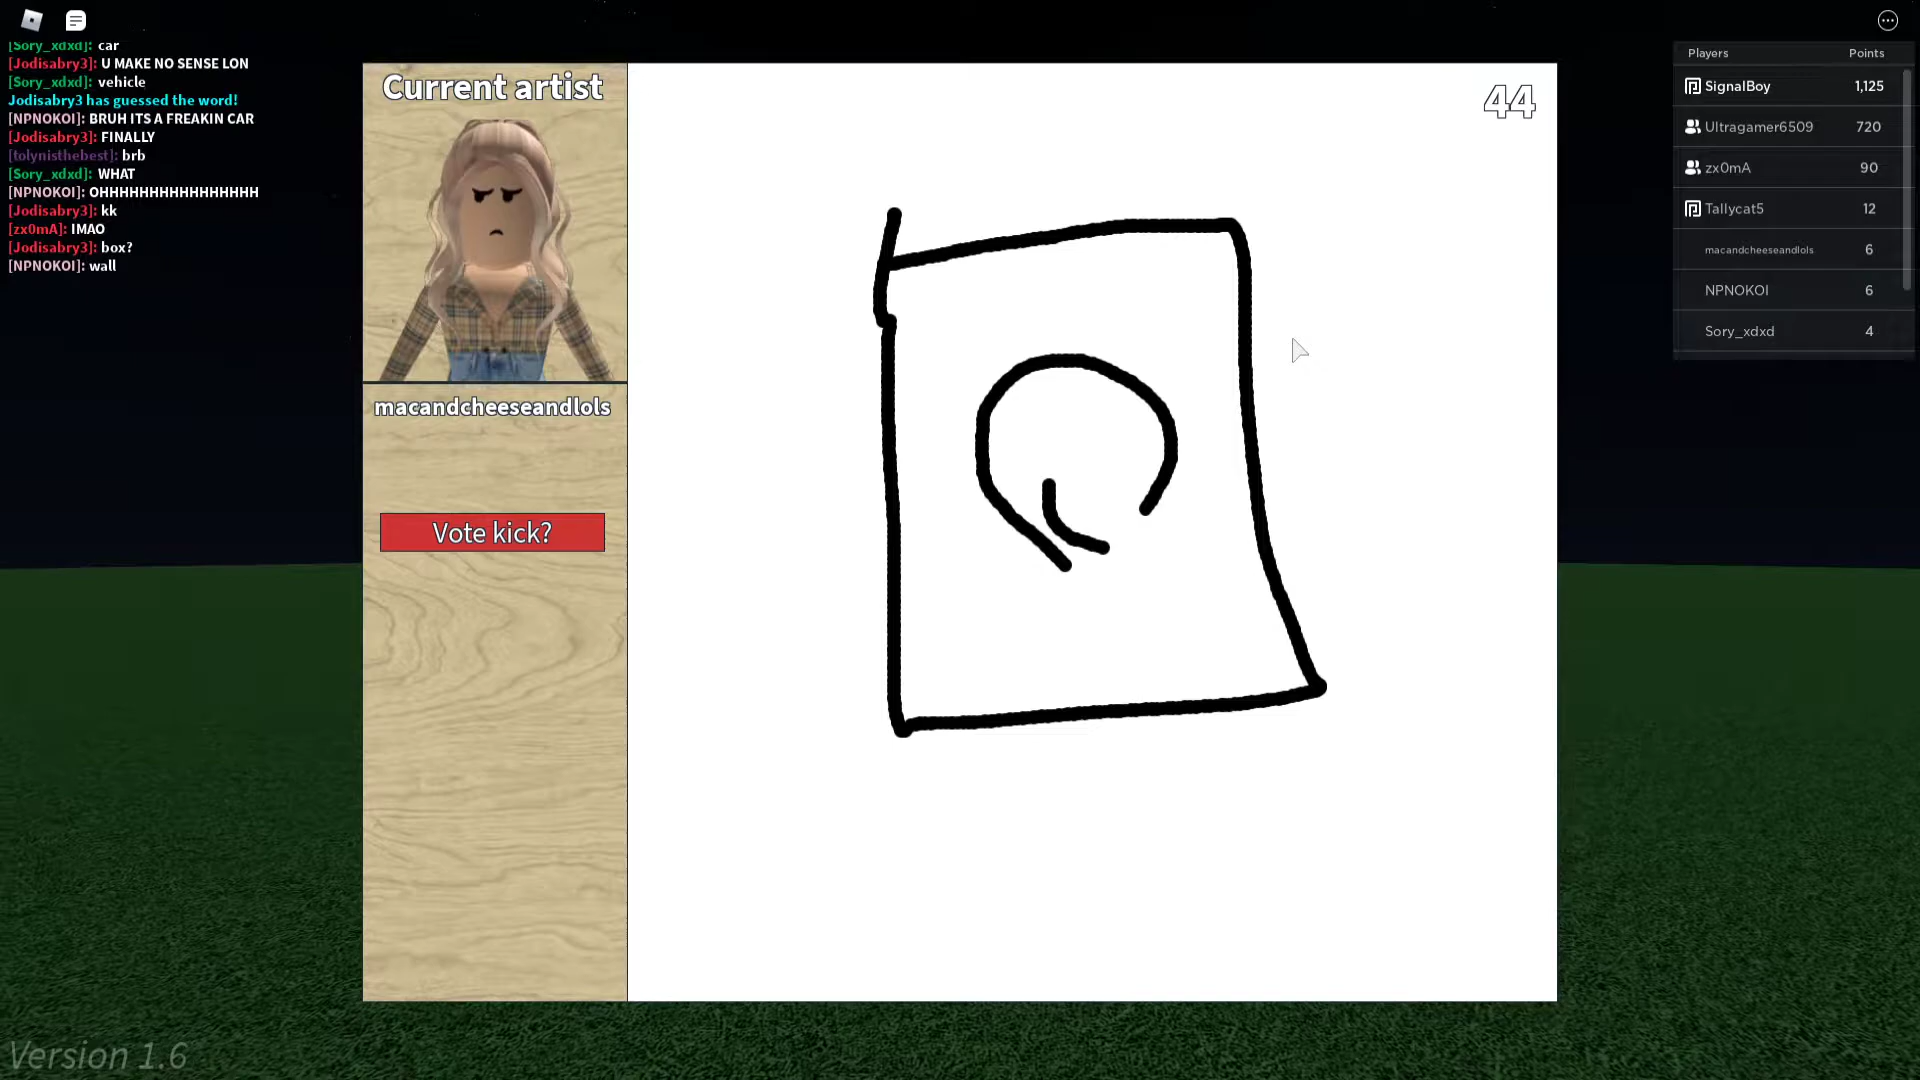 [Sory_xdxd]: car
[Jodisabry3]: U MAKE NO SENSE LON
[Sory_xdxd]: vehicle
Jodisabry3 has guessed the word!
[NPNOKOI]: BRUH ITS A FREAKIN CAR
[Jodisabry3]: FINALLY
[tolynisthebest]: brb
[Sory_xdxd]: WHAT
[NPNOKOI]: OHHHHHHHHHHHHHHHH
[Jodisabry3]: kk
[zx0mA]: lMAO
[Jodisabry3]: box?
[NPNOKOI]: wall
Current artist
macandcheeseandlols
Vote kick?
44
Players Points
SignalBoy 1,125
Ultragamer6509 720
zx0mA 90
Tallycat5 12
macandcheeseandlols 6
NPNOKOI 6
Sory_xdxd 4
Version 1.6